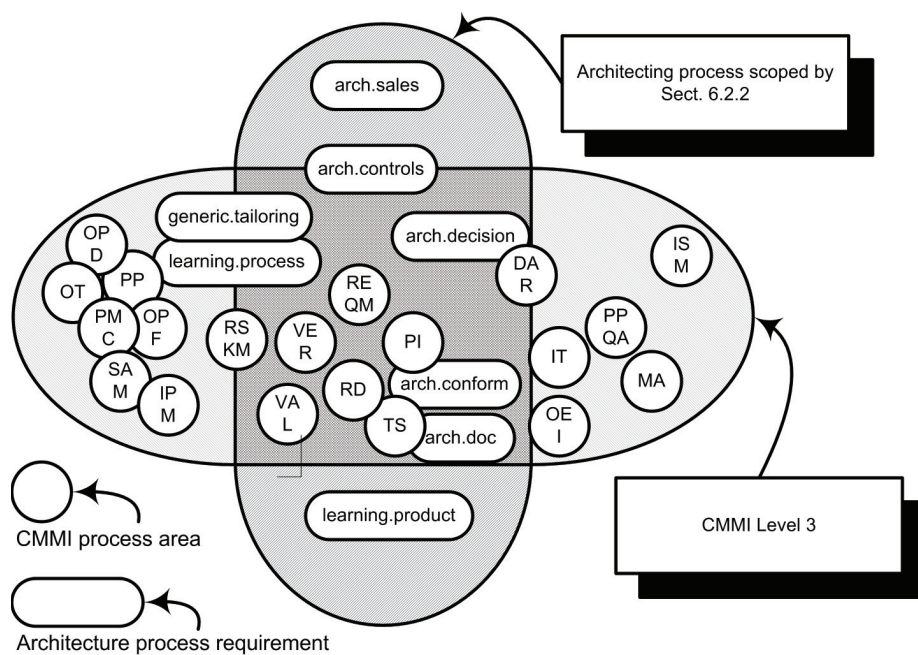 arch.sales
Architecting process scoped by
Sect. 6.2.2
arch.controls
generic.tailoring
arch.decision
learning.process
OP
D
PP
OT
PM
C
OP
F
SA
M
IP
M
RS
KM
VE
R
RE
QM
PI
RD
VA
L
TS
arch.conform
arch.doc
DA
R
IS
M
PP
QA
IT
MA
OE
I
learning.product
CMMI Level 3
CMMI process area
Architecture process requirement